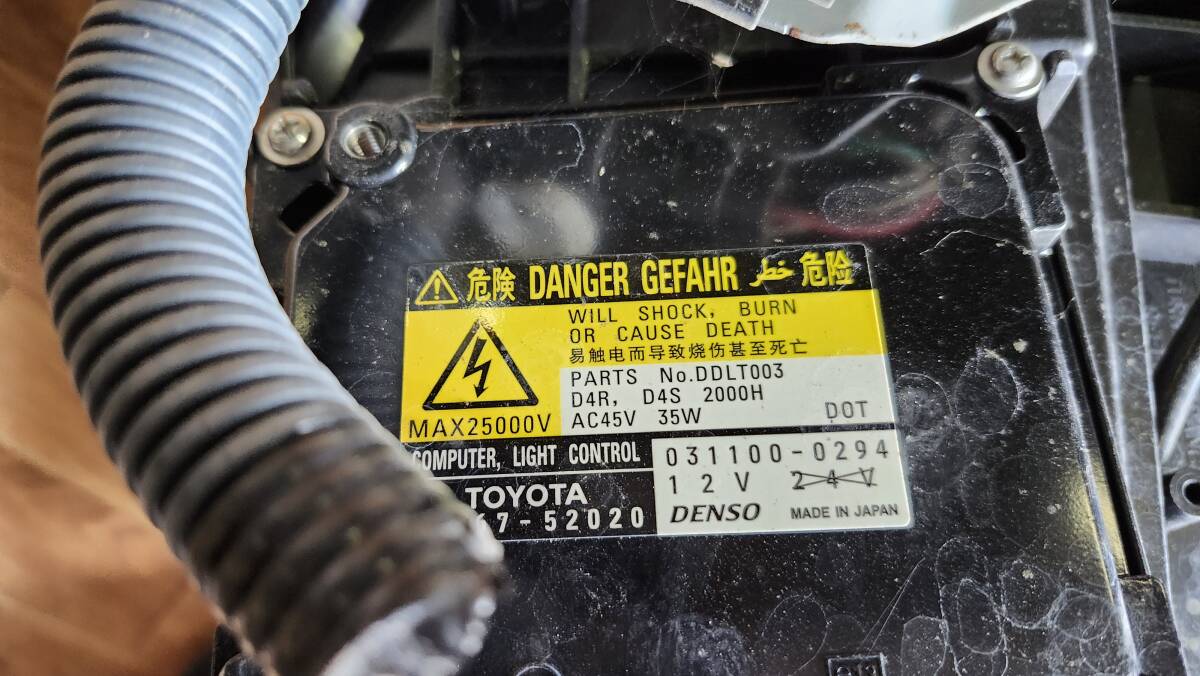 危険 DANGER GEFAHR خطر 危险
WILL SHOCK, BURN
OR CAUSE DEATH
易触电而导致烧伤甚至死亡
MAX25000V
PARTS No.DDLT003
D4R, D4S 2000H
AC45V 35W
DOT
COMPUTER, LIGHT CONTROL
TOYOTA
67-52020
031100-0294
12V 24V
DENSO MADE IN JAPAN